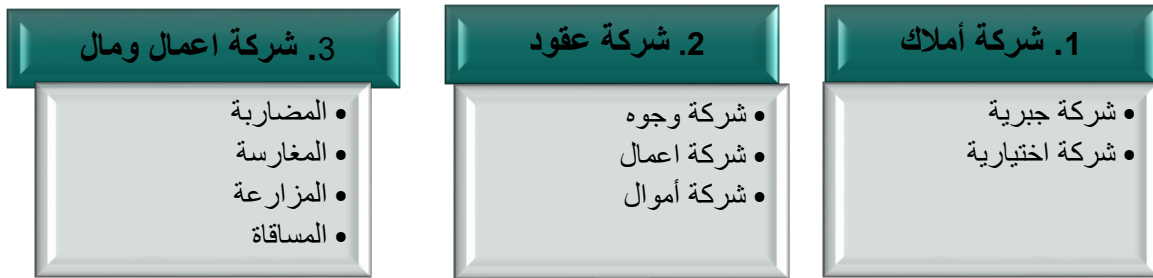 1. شركة أملاك
• شركة جبرية
• شركة اختيارية
2. شركة عقود
• شركة وجوه
• شركة اعمال
• شركة أموال
3. شركة اعمال ومال
• المضاربة
• المغارسة
• المزارعة
• المساقاة